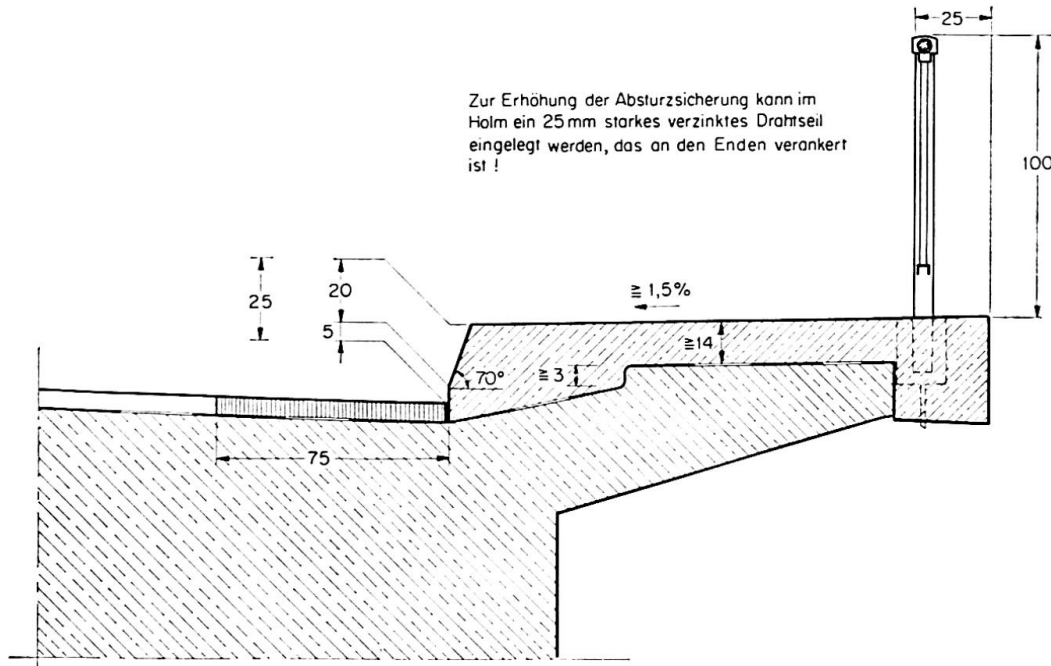 25
Zur Erhöhung der Absturzsicherung kann im
Holm ein 25 mm starkes verzinktes Drahtseil
eingelegt werden, das an den Enden verankert
ist !
100
25
20
5
≧ 1,5%
≧14
≧3
70°
75